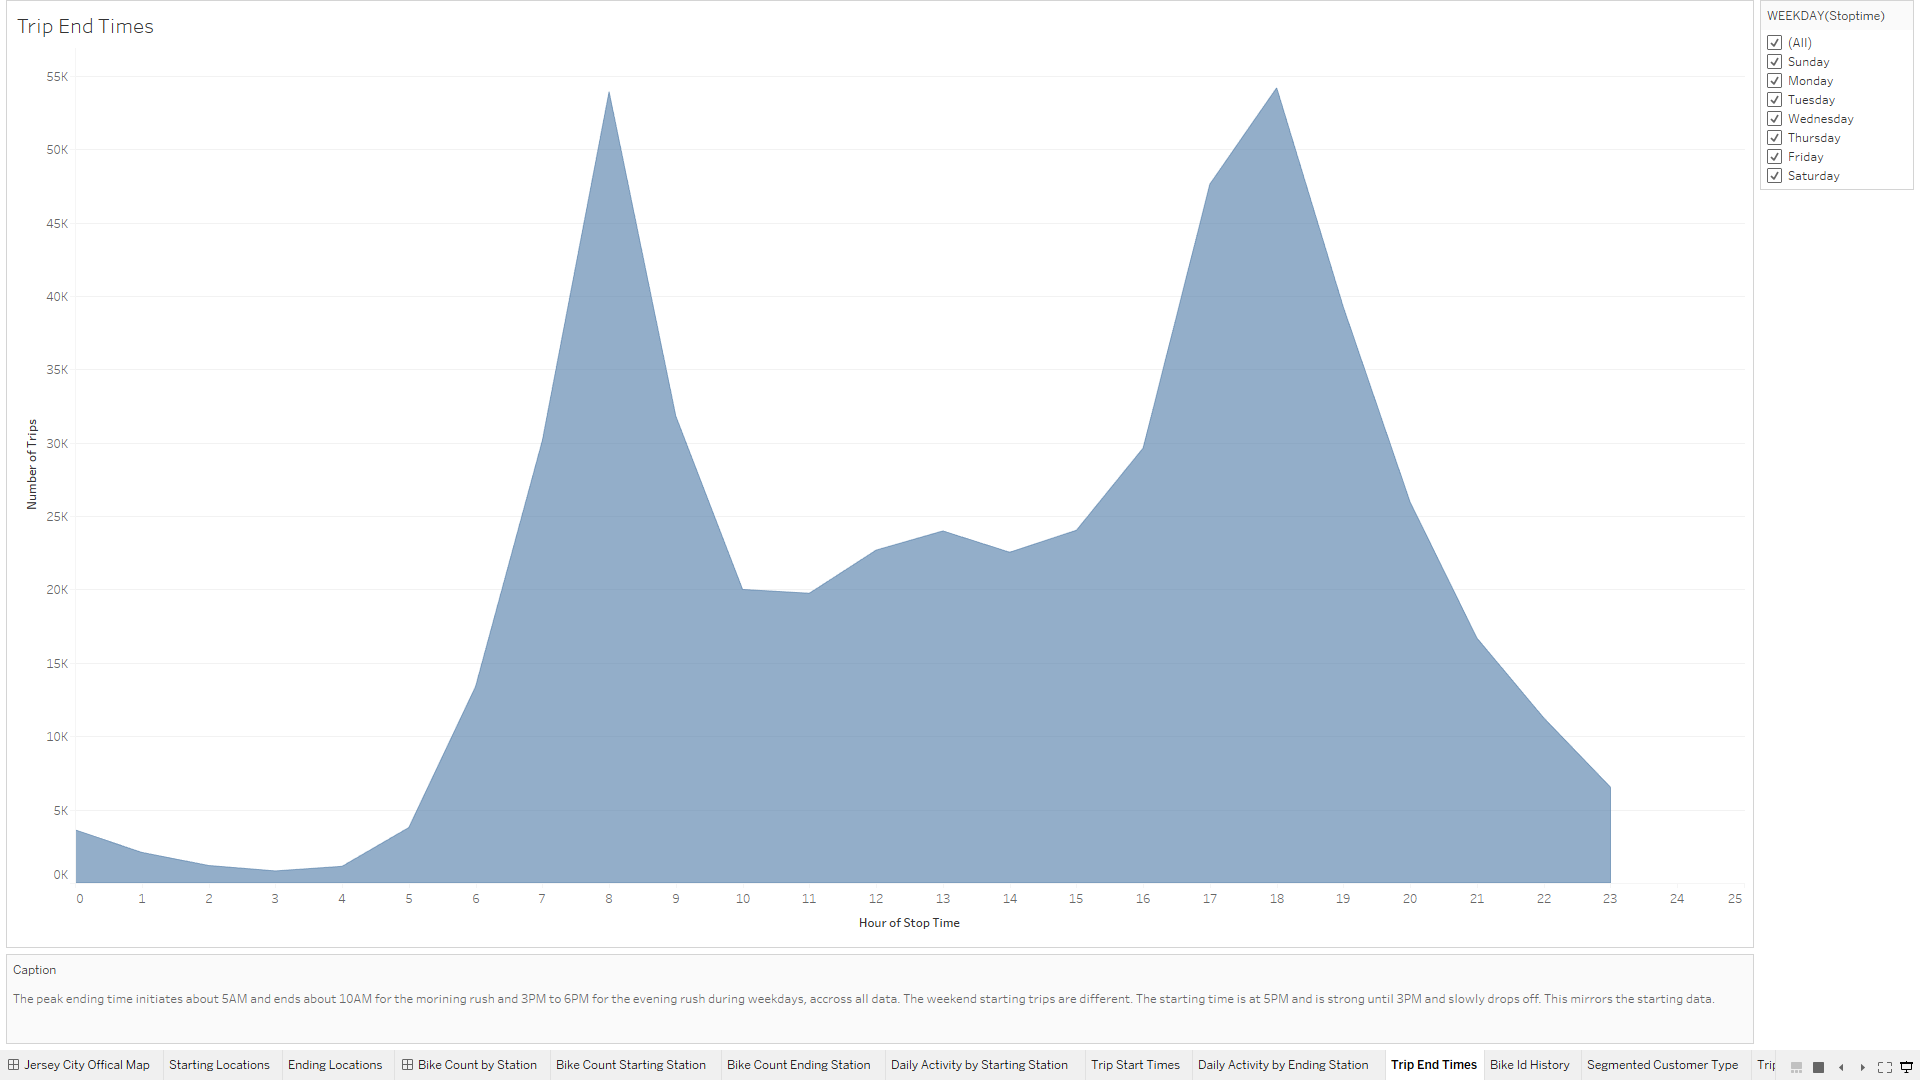 Trip End Times
55K
50K
45K
40K
35K
30K
25K
20K
15K
10K
5K
0K
Number of Trips
0 1 2 3 4 5 6 7 8 9 10 11 12 13 14 15 16 17 18 19 20 21 22 23 24 25
Hour of Stop Time
WEEKDAY(Stoptime)
(All)
Sunday
Monday
Tuesday
Wednesday
Thursday
Friday
Saturday
Caption
The peak ending time initiates about 5AM and ends about 10AM for the morining rush and 3PM to 6PM for the evening rush during weekdays, accross all data. The weekend starting trips are different. The starting time is at 5PM and is strong until 3PM and slowly drops off. This mirrors the starting data.
Jersey City Offical Map Starting Locations Ending Locations Bike Count by Station Bike Count Starting Station Bike Count Ending Station Daily Activity by Starting Station Trip Start Times Daily Activity by Ending Station Trip End Times Bike Id History Segmented Customer Type Trip